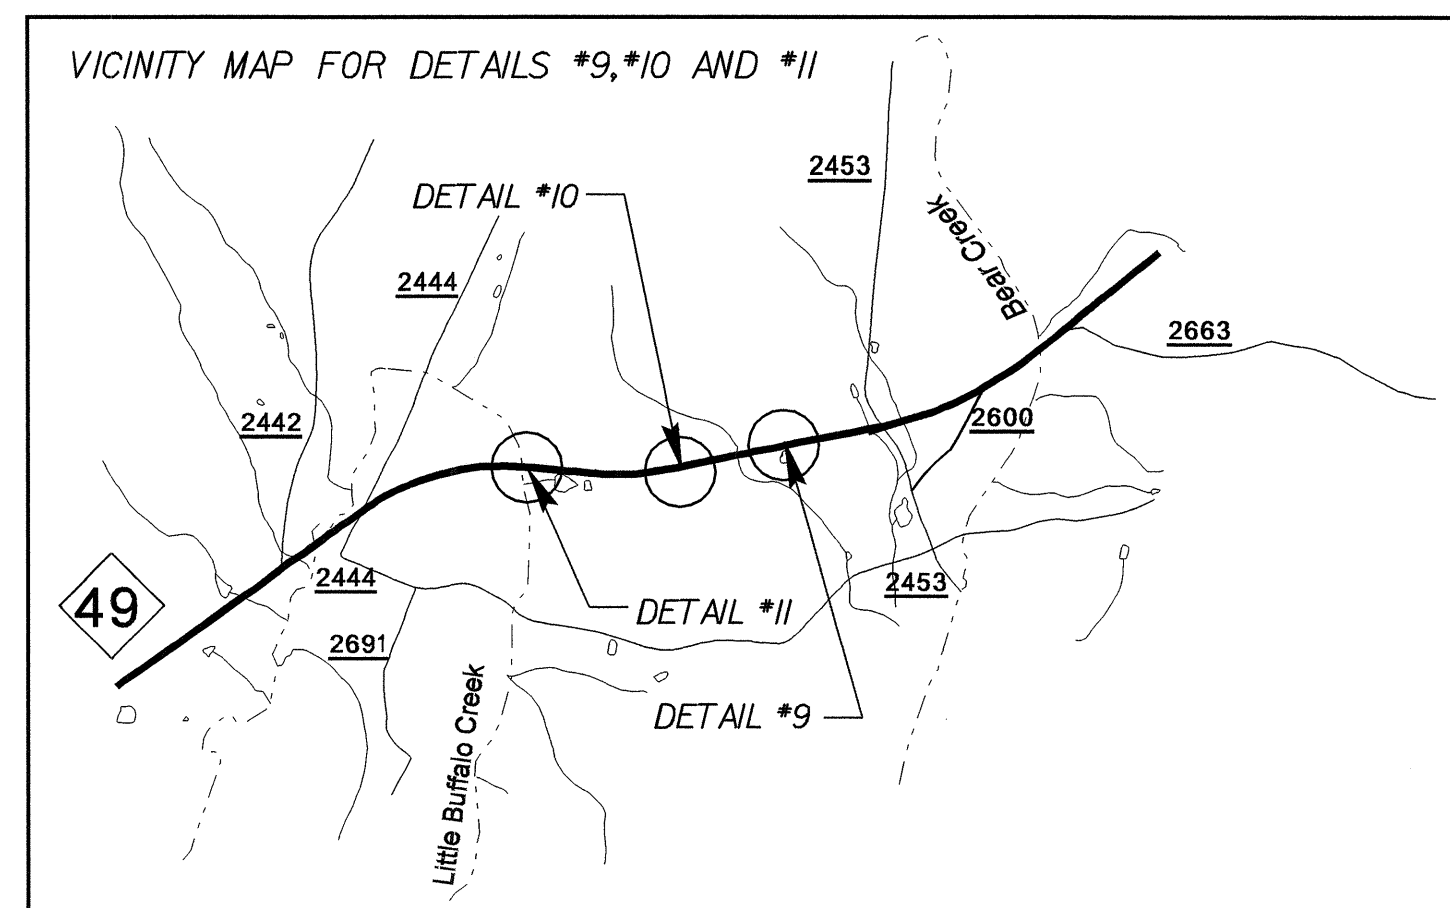 VICINITY MAP FOR DETAILS #9,#10 AND #11
2453
DETAIL #10
Bear Creek
2444
2663
2442
2600
49
2444
2453
DETAIL #11
2691
Little Buffalo Creek
DETAIL #9